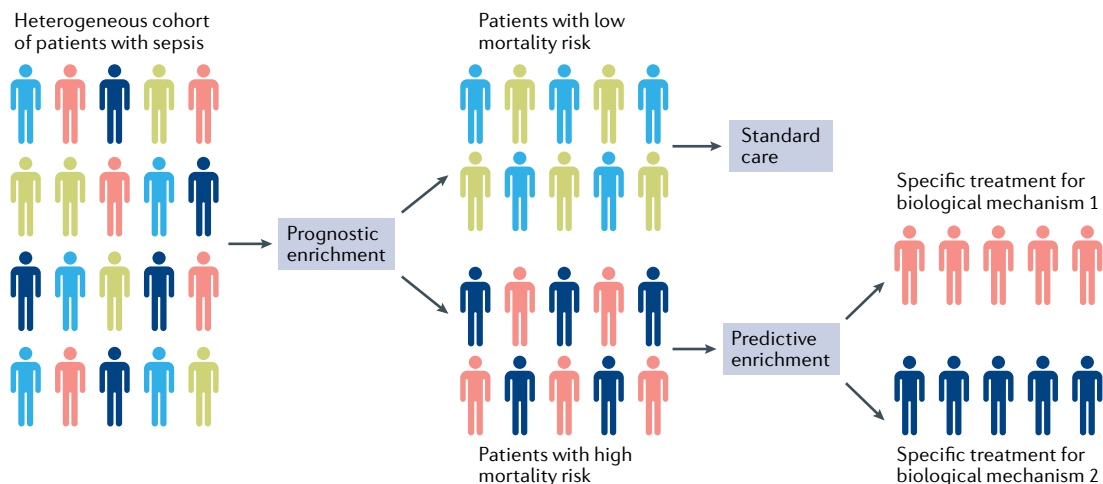 Heterogeneous cohort
of patients with sepsis
Prognostic
enrichment
Patients with low
mortality risk
Standard
care
Patients with high
mortality risk
Predictive
enrichment
Specific treatment for
biological mechanism 1
Specific treatment for
biological mechanism 2